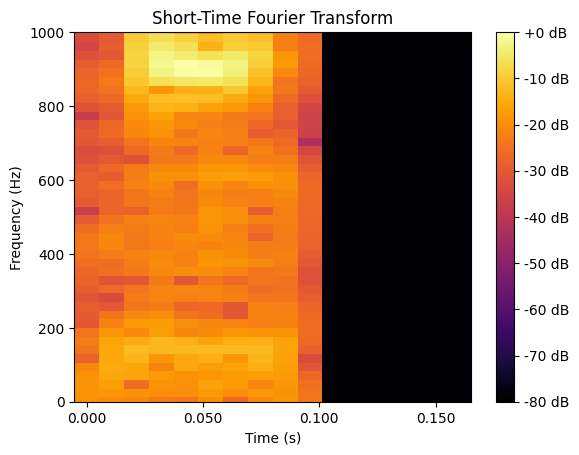 Short-Time Fourier Transform
1000
800
600
400
200
0
Frequency (Hz)
0.000
0.050
0.100
0.150
Time (s)
+0 dB
-10 dB
-20 dB
-30 dB
-40 dB
-50 dB
-60 dB
-70 dB
-80 dB